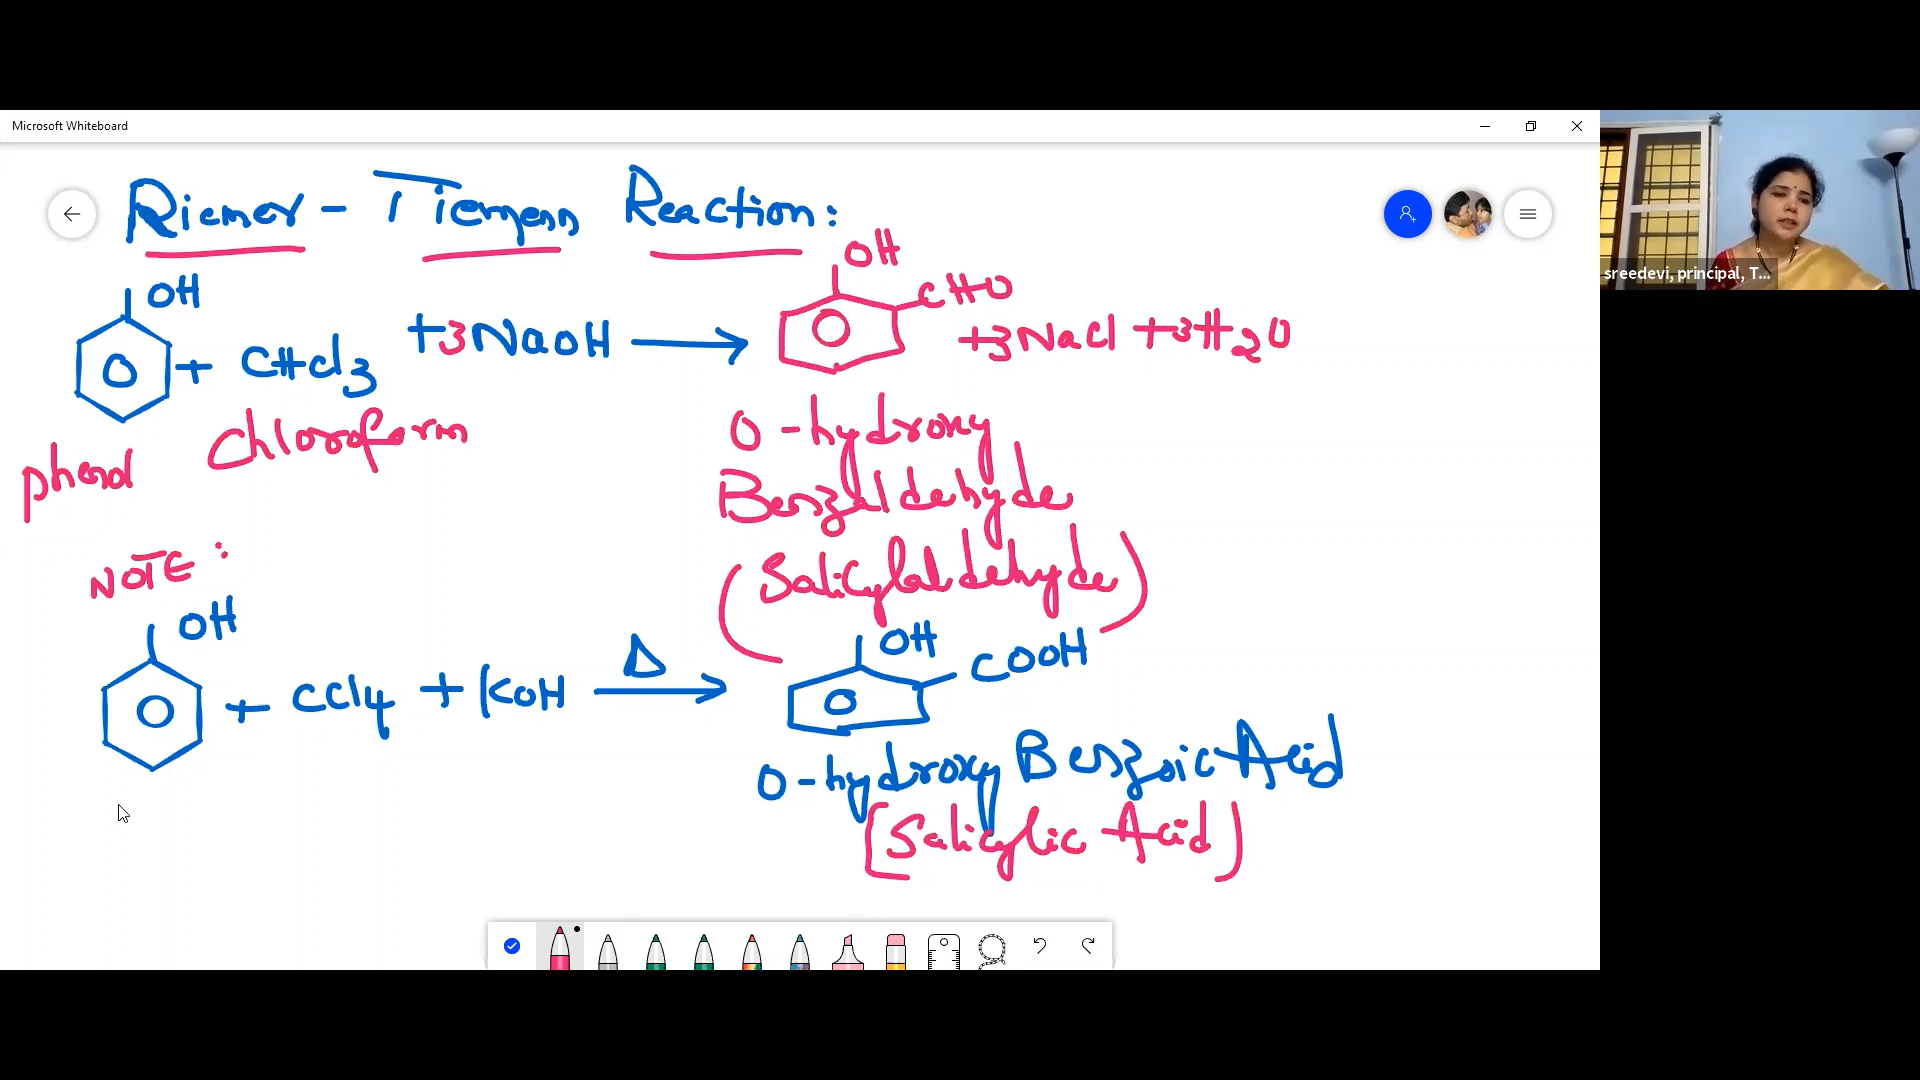 Microsoft Whiteboard
Riemer - Tiemenn Reaction:
OH + CHCl3 + 3NaOH ⟶ OH CHO + 3NaCl + 3H2O
phenol Chloroform
O-hydroxy
Benzaldehyde
(Salicylaldehyde)
NOTE:
OH + CCl4 + KOH Δ ⟶ OH COOH
O-hydroxy Benzoic Acid
[Salicylic Acid]
sreedevi, principal, T...